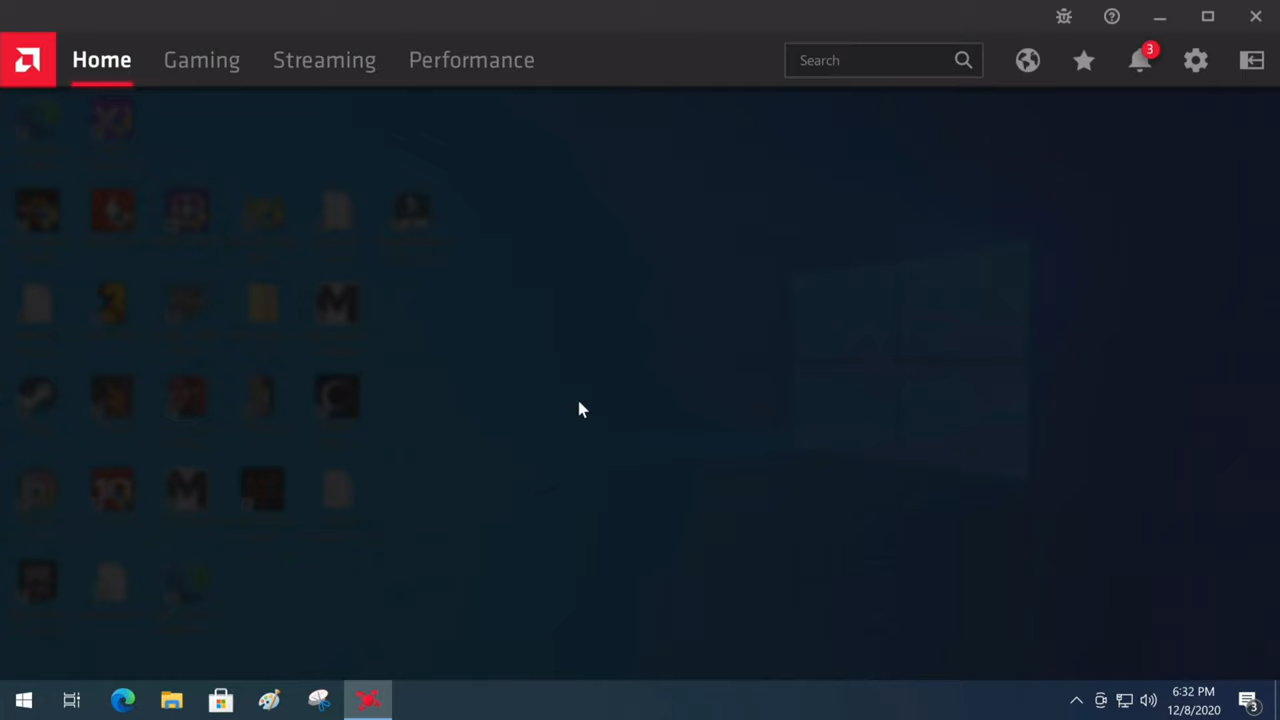 Home
Gaming
Streaming
Performance
Search
3
6:32 PM
12/8/2020
3